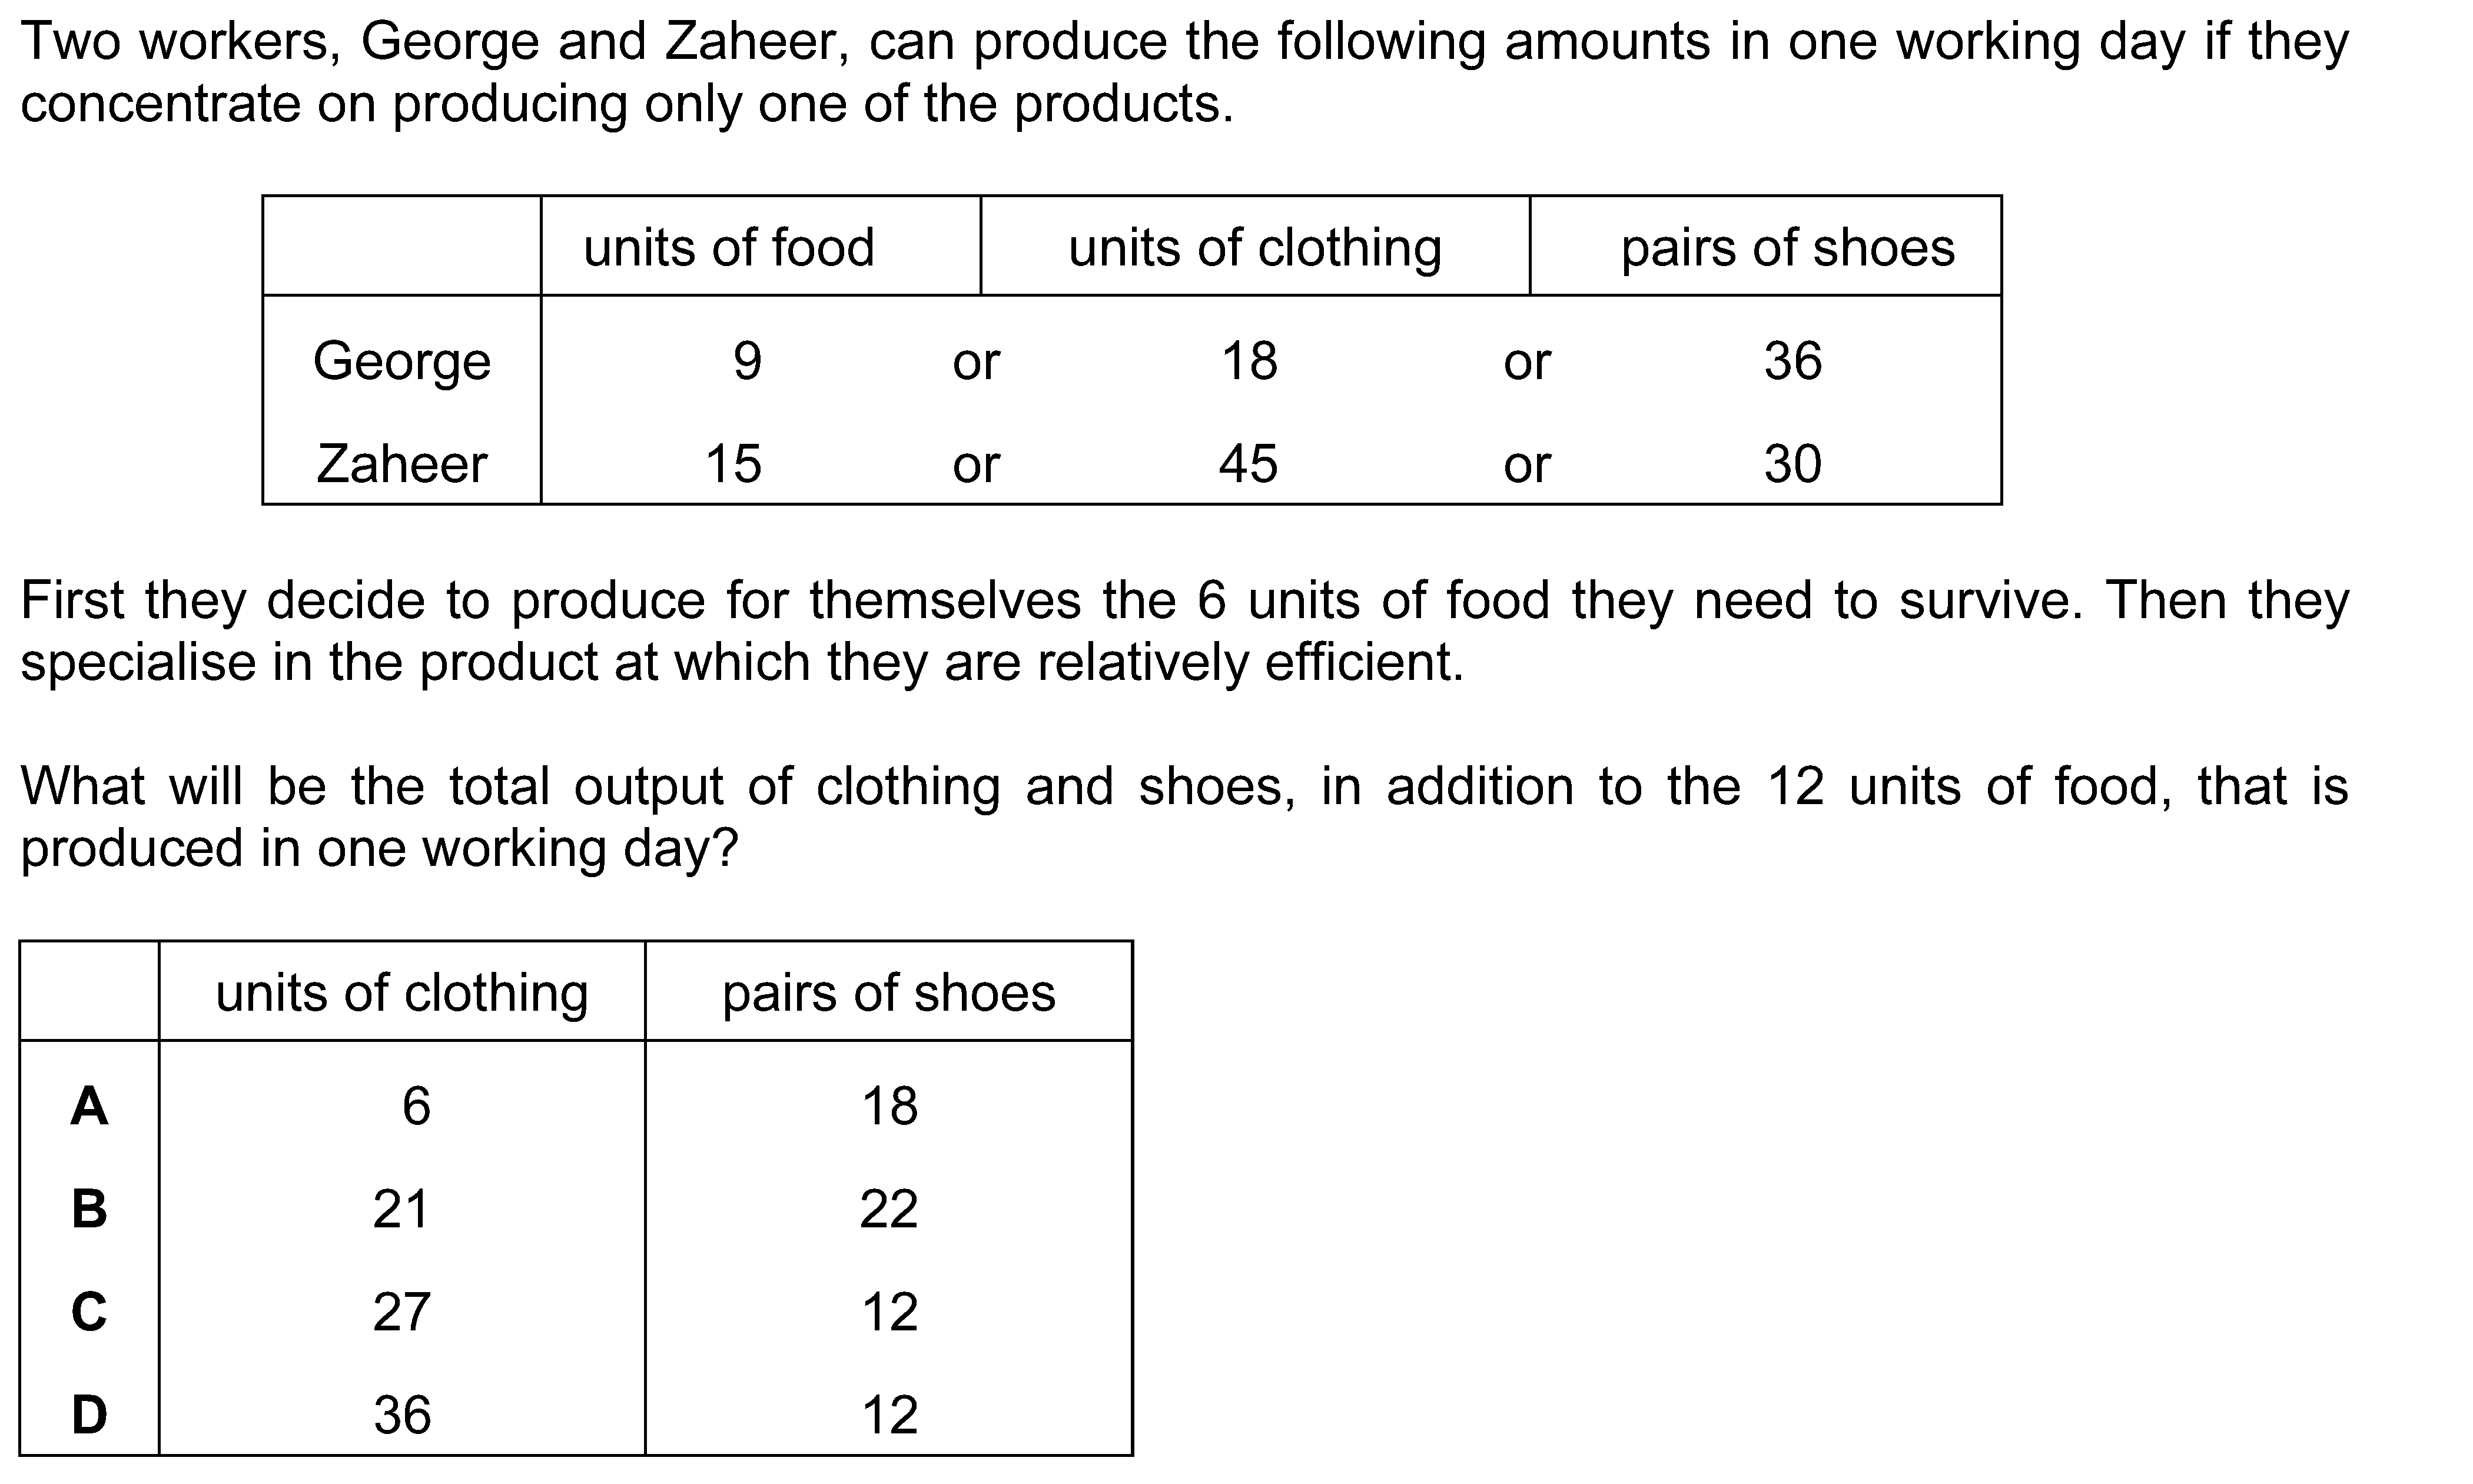 Two workers, George and Zaheer, can produce the following amounts in one working day if they
concentrate on producing only one of the products.
units of food units of clothing pairs of shoes
George 9 or 18 or 36
Zaheer 15 or 45 or 30
First they decide to produce for themselves the 6 units of food they need to survive. Then they
specialise in the product at which they are relatively efficient.
What will be the total output of clothing and shoes, in addition to the 12 units of food, that is
produced in one working day?
units of clothing pairs of shoes
A 6 18
B 21 22
C 27 12
D 36 12